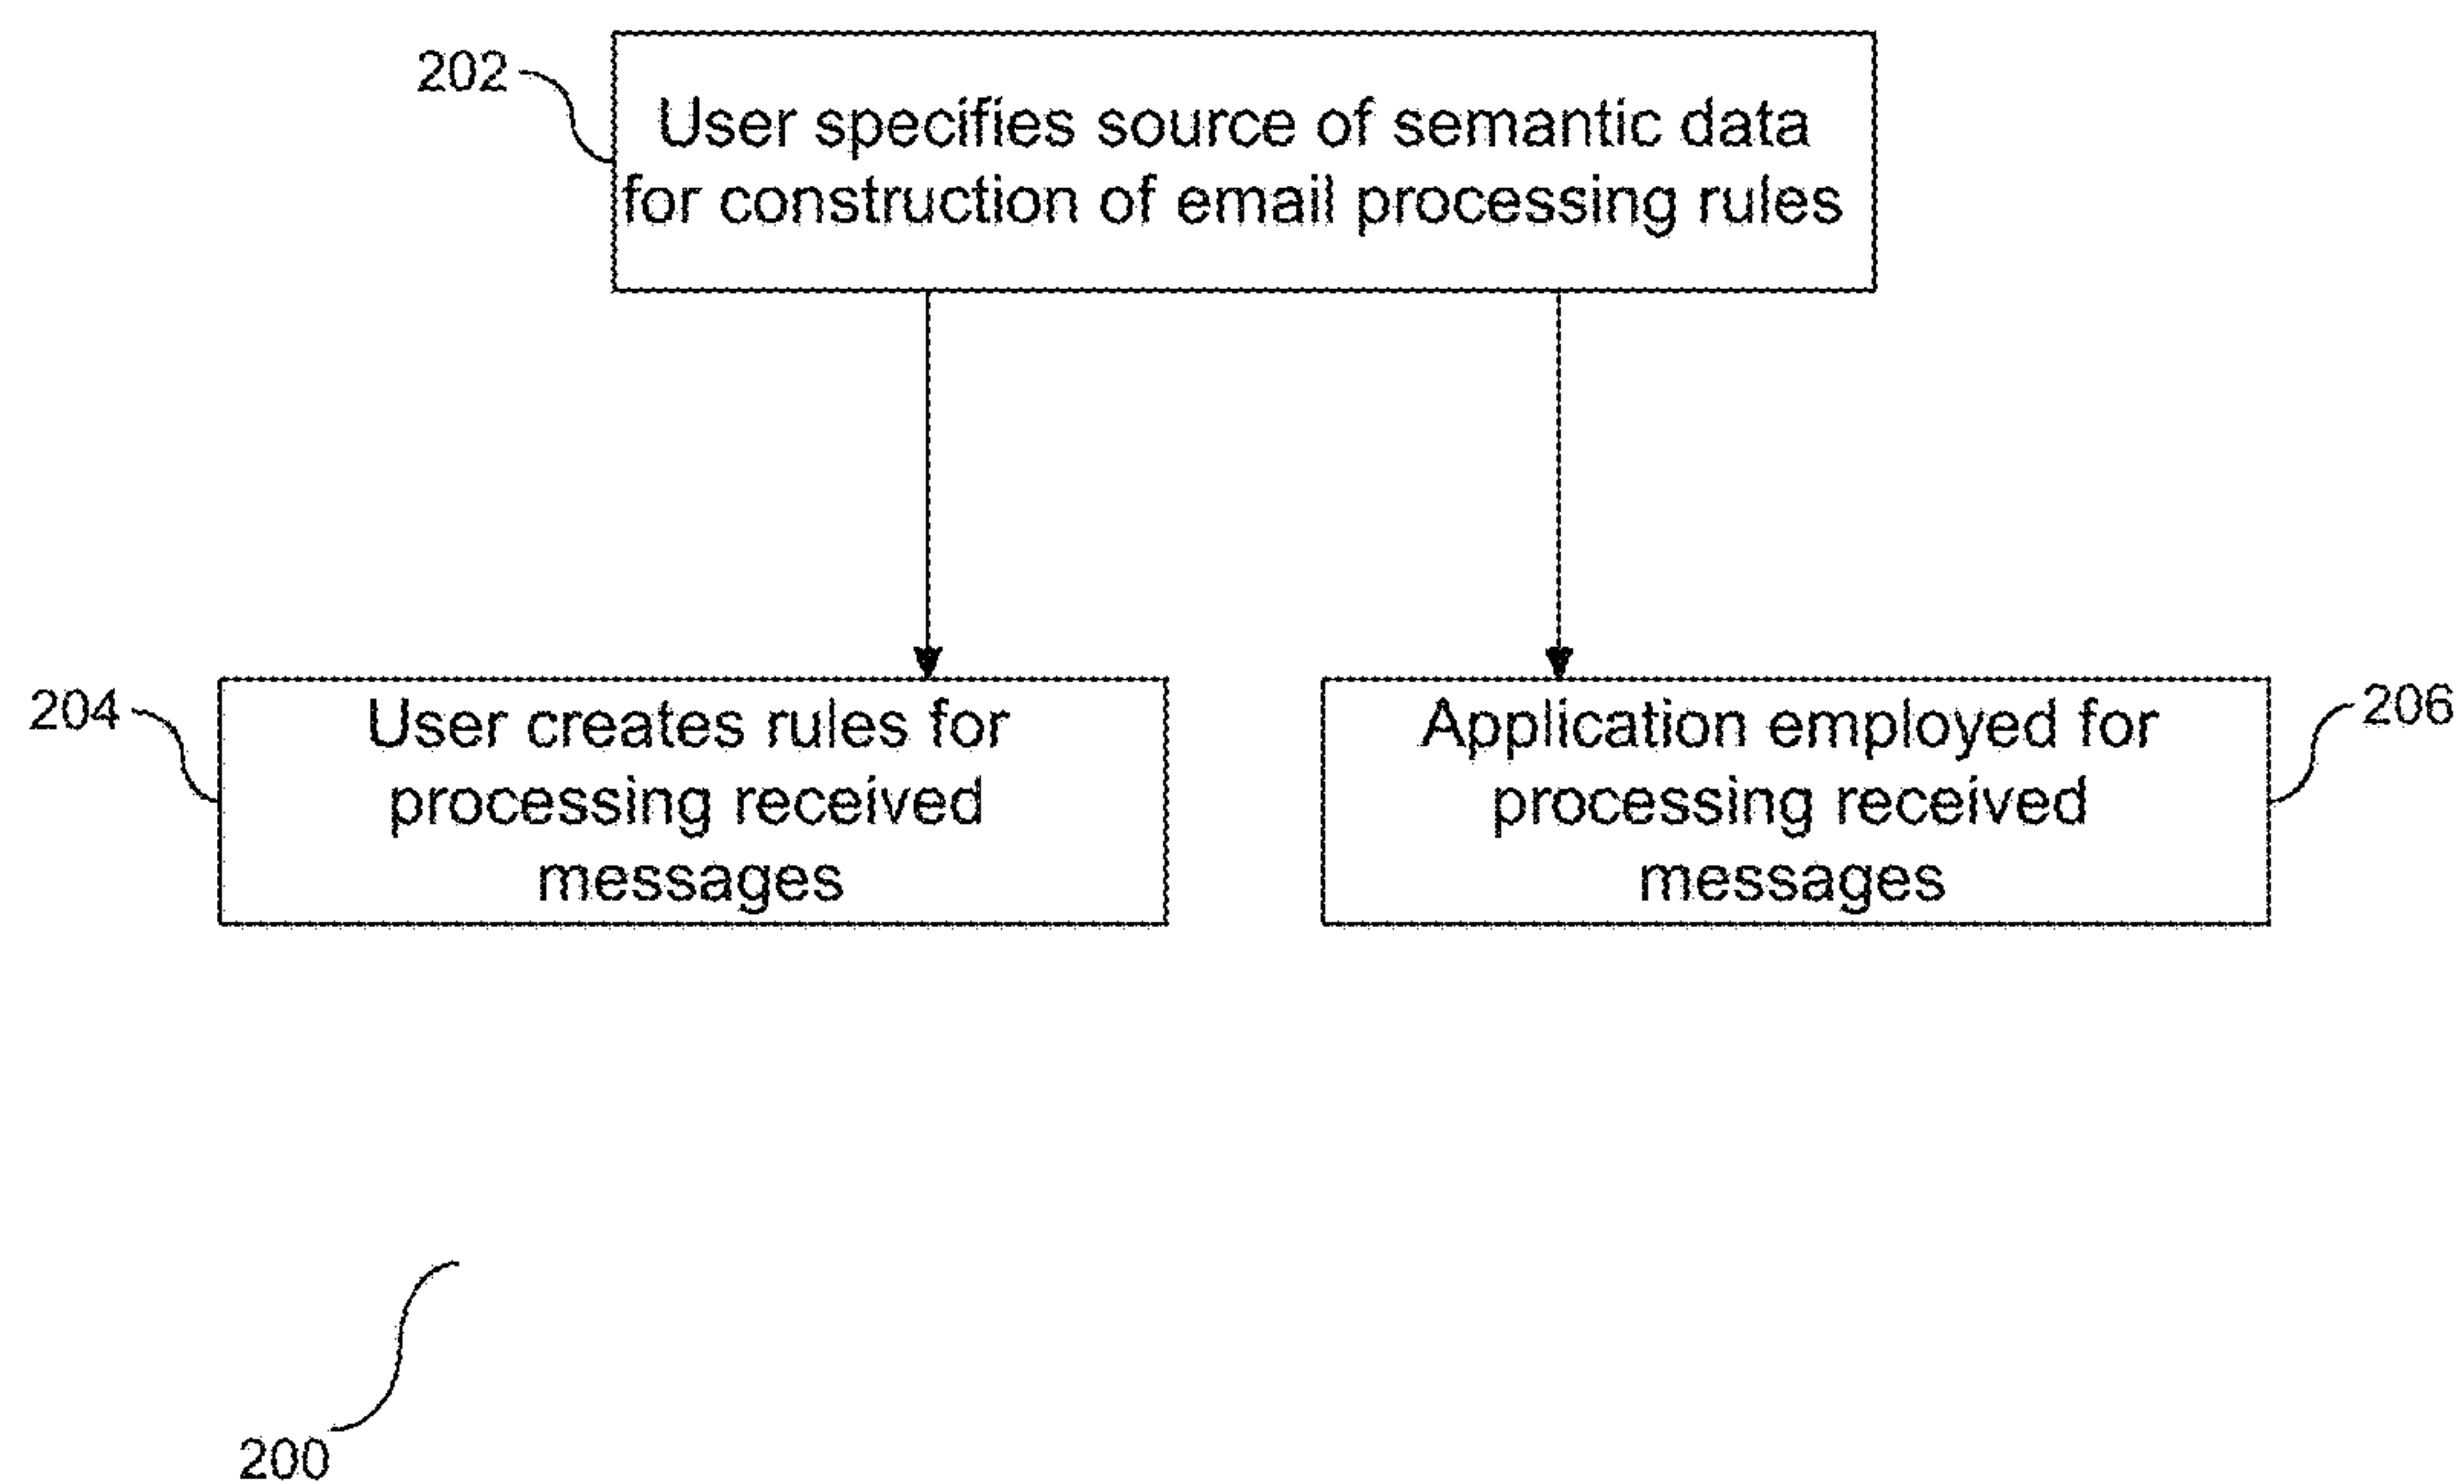 202
User specifies source of semantic data
for construction of email processing rules
204
User creates rules for
processing received
messages
Application employed for
processing received
messages
206
200